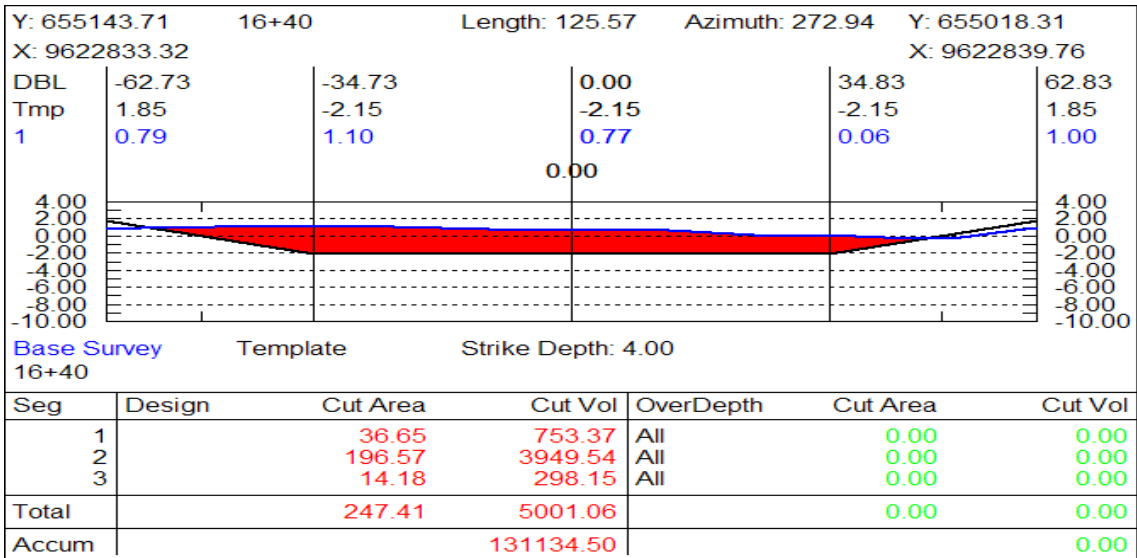 Y: 655143.71 16+40 Length: 125.57 Azimuth: 272.94 Y: 655018.31
X: 9622833.32 X: 9622839.76
DBL -62.73 -34.73 0.00 34.83 62.83
Tmp 1.85 -2.15 -2.15 -2.15 1.85
1 0.79 1.10 0.77 0.06 1.00
0.00
4.00 4.00
2.00 2.00
0.00 0.00
-2.00 -2.00
-4.00 -4.00
-6.00 -6.00
-8.00 -8.00
-10.00 -10.00
Base Survey Template Strike Depth: 4.00
16+40
Seg Design Cut Area Cut Vol OverDepth Cut Area Cut Vol
1 36.65 753.37 All 0.00 0.00
2 196.57 3949.54 All 0.00 0.00
3 14.18 298.15 All 0.00 0.00
Total 247.41 5001.06 0.00 0.00
Accum 131134.50 0.00